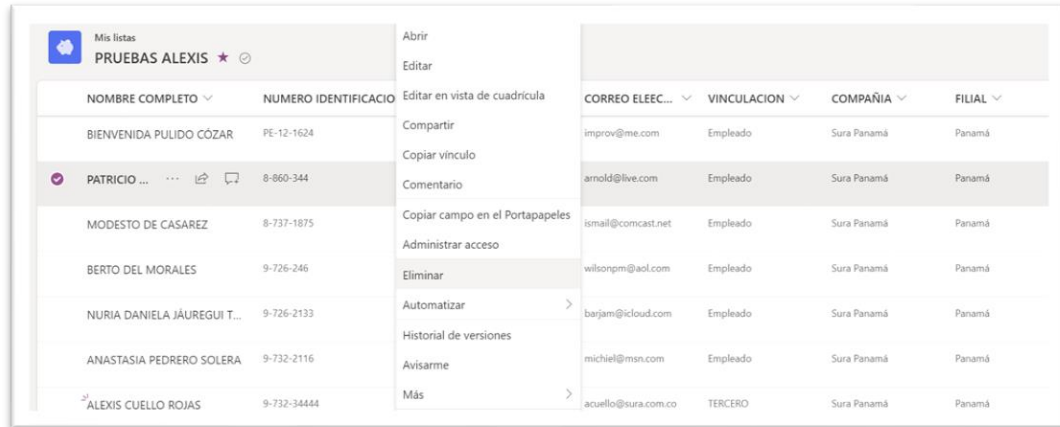 Mis listas
PRUEBAS ALEXIS
Abrir
Editar
Editar en vista de cuadrícula
Compartir
Copiar vínculo
Comentario
Copiar campo en el Portapapeles
Administrar acceso
Eliminar
Automatizar
Historial de versiones
Avisarme
Más
NOMBRE COMPLETO NUMERO IDENTIFICACIO CORREO ELEEC... VINCULACION COMPAÑIA FILIAL
BIENVENIDA PULIDO CÓZAR PE-12-1624 improv@me.com Empleado Sura Panamá Panamá
PATRICIO ... 8-860-344 arnold@live.com Empleado Sura Panamá Panamá
MODESTO DE CASAREZ 8-737-1875 ismail@comcast.net Empleado Sura Panamá Panamá
BERTO DEL MORALES 9-726-246 wilsonpm@aol.com Empleado Sura Panamá Panamá
NURIA DANIELA JÁUREGUI T... 9-726-2133 barjam@icloud.com Empleado Sura Panamá Panamá
ANASTASIA PEDRERO SOLERA 9-732-2116 michiel@msn.com Empleado Sura Panamá Panamá
ALEXIS CUELLO ROJAS 9-732-34444 acuello@sura.com.co TERCERO Sura Panamá Panamá